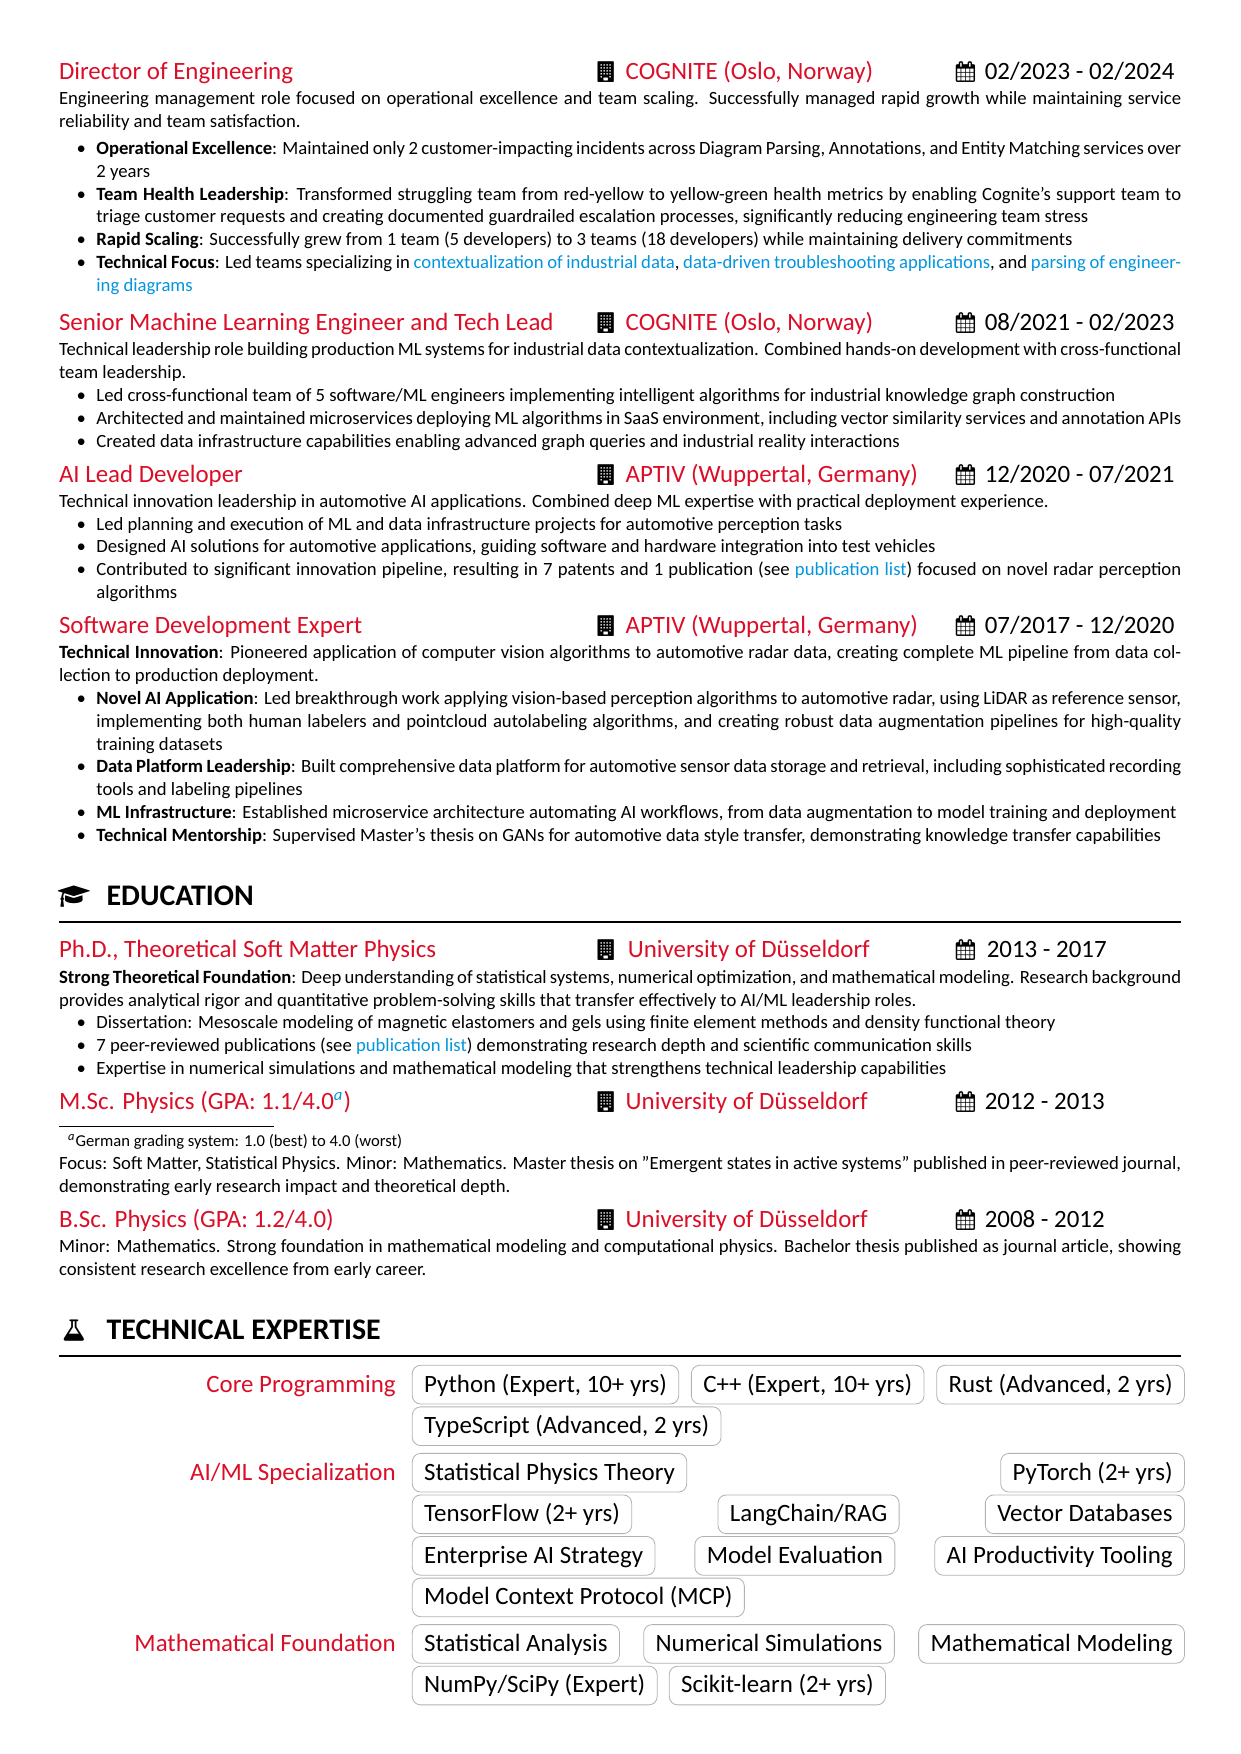 Director of Engineering COGNITE (Oslo, Norway) 02/2023 - 02/2024
Engineering management role focused on operational excellence and team scaling. Successfully managed rapid growth while maintaining service
reliability and team satisfaction.
• Operational Excellence: Maintained only 2 customer-impacting incidents across Diagram Parsing, Annotations, and Entity Matching services over
2 years
• Team Health Leadership: Transformed struggling team from red-yellow to yellow-green health metrics by enabling Cognite's support team to
triage customer requests and creating documented guardrailed escalation processes, significantly reducing engineering team stress
• Rapid Scaling: Successfully grew from 1 team (5 developers) to 3 teams (18 developers) while maintaining delivery commitments
• Technical Focus: Led teams specializing in contextualization of industrial data, data-driven troubleshooting applications, and parsing of engineer-
ing diagrams
Senior Machine Learning Engineer and Tech Lead COGNITE (Oslo, Norway) 08/2021 - 02/2023
Technical leadership role building production ML systems for industrial data contextualization. Combined hands-on development with cross-functional
team leadership.
• Led cross-functional team of 5 software/ML engineers implementing intelligent algorithms for industrial knowledge graph construction
• Architected and maintained microservices deploying ML algorithms in SaaS environment, including vector similarity services and annotation APIs
• Created data infrastructure capabilities enabling advanced graph queries and industrial reality interactions
AI Lead Developer APTIV (Wuppertal, Germany) 12/2020 - 07/2021
Technical innovation leadership in automotive AI applications. Combined deep ML expertise with practical deployment experience.
• Led planning and execution of ML and data infrastructure projects for automotive perception tasks
• Designed AI solutions for automotive applications, guiding software and hardware integration into test vehicles
• Contributed to significant innovation pipeline, resulting in 7 patents and 1 publication (see publication list) focused on novel radar perception
algorithms
Software Development Expert APTIV (Wuppertal, Germany) 07/2017 - 12/2020
Technical Innovation: Pioneered application of computer vision algorithms to automotive radar data, creating complete ML pipeline from data col-
lection to production deployment.
• Novel AI Application: Led breakthrough work applying vision-based perception algorithms to automotive radar, using LiDAR as reference sensor,
implementing both human labelers and pointcloud autolabeling algorithms, and creating robust data augmentation pipelines for high-quality
training datasets
• Data Platform Leadership: Built comprehensive data platform for automotive sensor data storage and retrieval, including sophisticated recording
tools and labeling pipelines
• ML Infrastructure: Established microservice architecture automating AI workflows, from data augmentation to model training and deployment
• Technical Mentorship: Supervised Master's thesis on GANs for automotive data style transfer, demonstrating knowledge transfer capabilities
EDUCATION
Ph.D., Theoretical Soft Matter Physics University of Düsseldorf 2013 - 2017
Strong Theoretical Foundation: Deep understanding of statistical systems, numerical optimization, and mathematical modeling. Research background
provides analytical rigor and quantitative problem-solving skills that transfer effectively to AI/ML leadership roles.
• Dissertation: Mesoscale modeling of magnetic elastomers and gels using finite element methods and density functional theory
• 7 peer-reviewed publications (see publication list) demonstrating research depth and scientific communication skills
• Expertise in numerical simulations and mathematical modeling that strengthens technical leadership capabilities
M.Sc. Physics (GPA: 1.1/4.0a) University of Düsseldorf 2012 - 2013
aGerman grading system: 1.0 (best) to 4.0 (worst)
Focus: Soft Matter, Statistical Physics. Minor: Mathematics. Master thesis on ”Emergent states in active systems” published in peer-reviewed journal,
demonstrating early research impact and theoretical depth.
B.Sc. Physics (GPA: 1.2/4.0) University of Düsseldorf 2008 - 2012
Minor: Mathematics. Strong foundation in mathematical modeling and computational physics. Bachelor thesis published as journal article, showing
consistent research excellence from early career.
TECHNICAL EXPERTISE
Core Programming Python (Expert, 10+ yrs) C++ (Expert, 10+ yrs) Rust (Advanced, 2 yrs)
TypeScript (Advanced, 2 yrs)
AI/ML Specialization Statistical Physics Theory PyTorch (2+ yrs)
TensorFlow (2+ yrs) LangChain/RAG Vector Databases
Enterprise AI Strategy Model Evaluation AI Productivity Tooling
Model Context Protocol (MCP)
Mathematical Foundation Statistical Analysis Numerical Simulations Mathematical Modeling
NumPy/SciPy (Expert) Scikit-learn (2+ yrs)